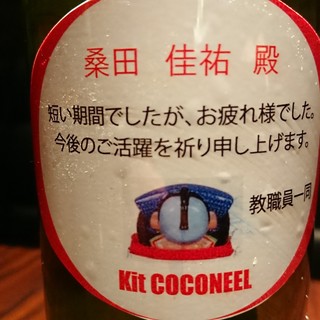 桑田 佳祐 殿
短い期間でしたが、お疲れ様でした。
今後のご活躍を祈り申し上げます。
教職員一同
Kit COCONEEL